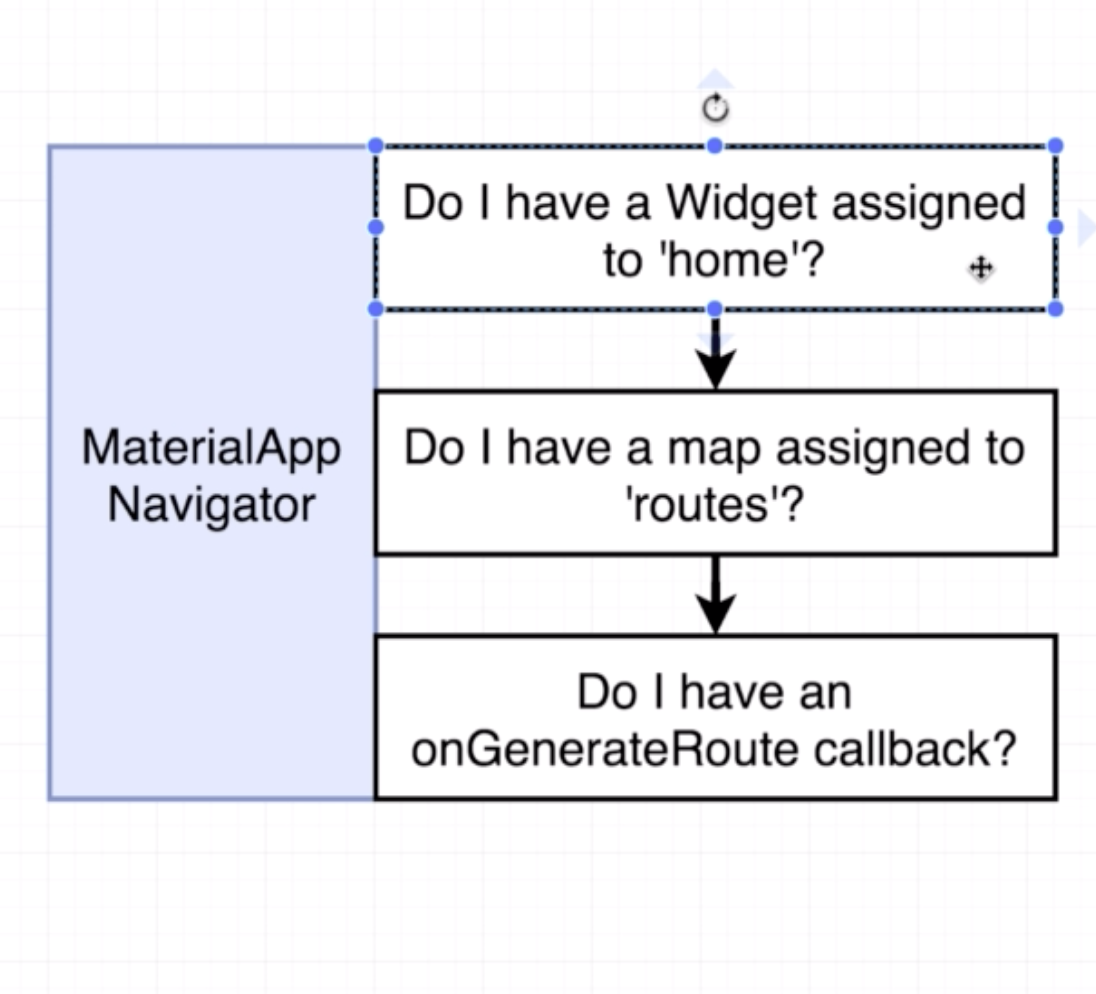 Do I have a Widget assigned
to 'home'?
MaterialApp
Navigator
Do I have a map assigned to
'routes'?
Do I have an
onGenerateRoute callback?